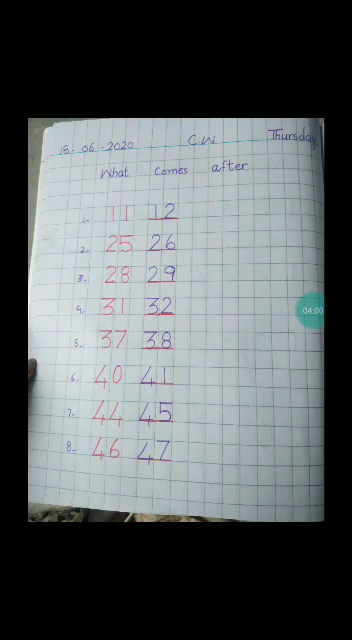 18-06-2020 C.W Thursday
What Comes after
1. 11 12
2. 25 26
3. 28 29
4. 31 32
5. 37 38
6. 40 41
7. 44 45
8. 46 47
04:00